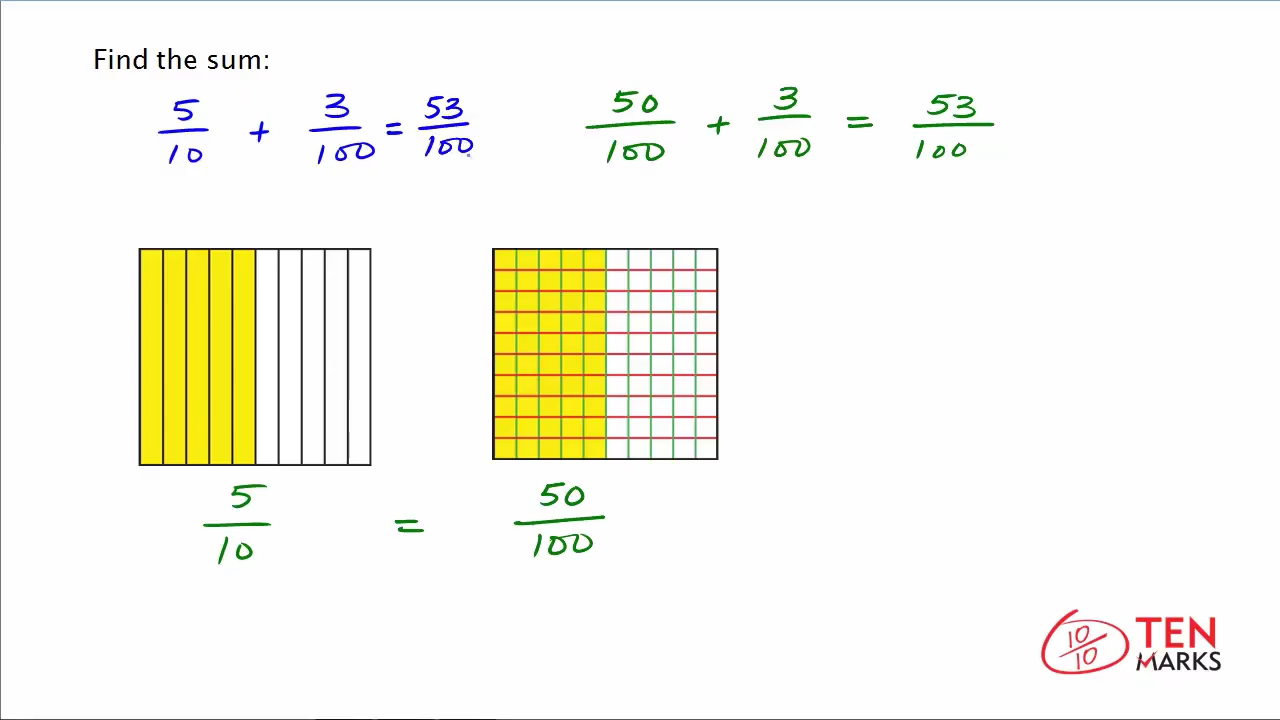 Find the sum:
5/10 + 3/100 = 53/100
50/100 + 3/100 = 53/100
5/10 = 50/100
10/10 TEN
MARKS